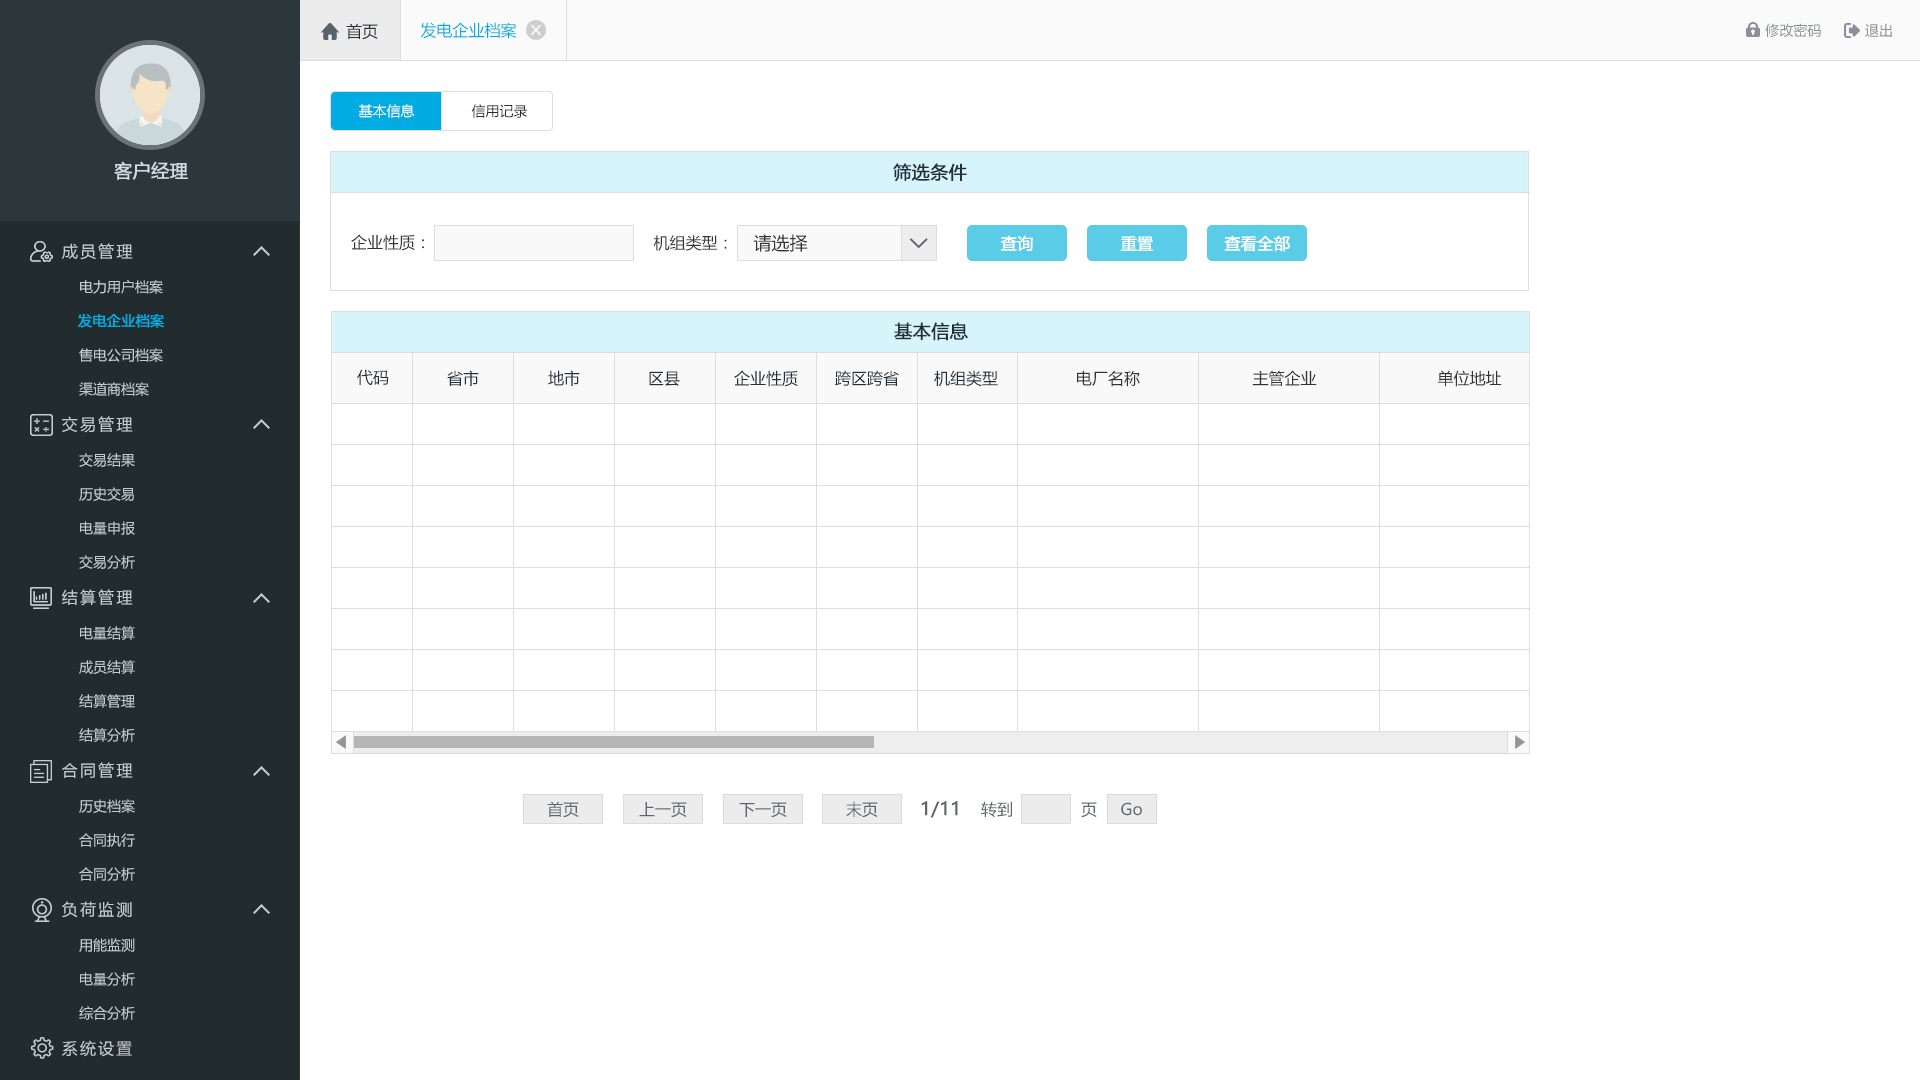 客户经理
成员管理
电力用户档案
发电企业档案
售电公司档案
渠道商档案
交易管理
交易结果
历史交易
电量申报
交易分析
结算管理
电量结算
成员结算
结算管理
结算分析
合同管理
历史档案
合同执行
合同分析
负荷监测
用能监测
电量分析
综合分析
系统设置
首页 发电企业档案 修改密码 退出
基本信息 信用记录
筛选条件
企业性质： 机组类型： 请选择 查询 重置 查看全部
基本信息
代码 省市 地市 区县 企业性质 跨区跨省 机组类型 电厂名称 主管企业 单位地址
首页 上一页 下一页 末页 1/11 转到 页 Go